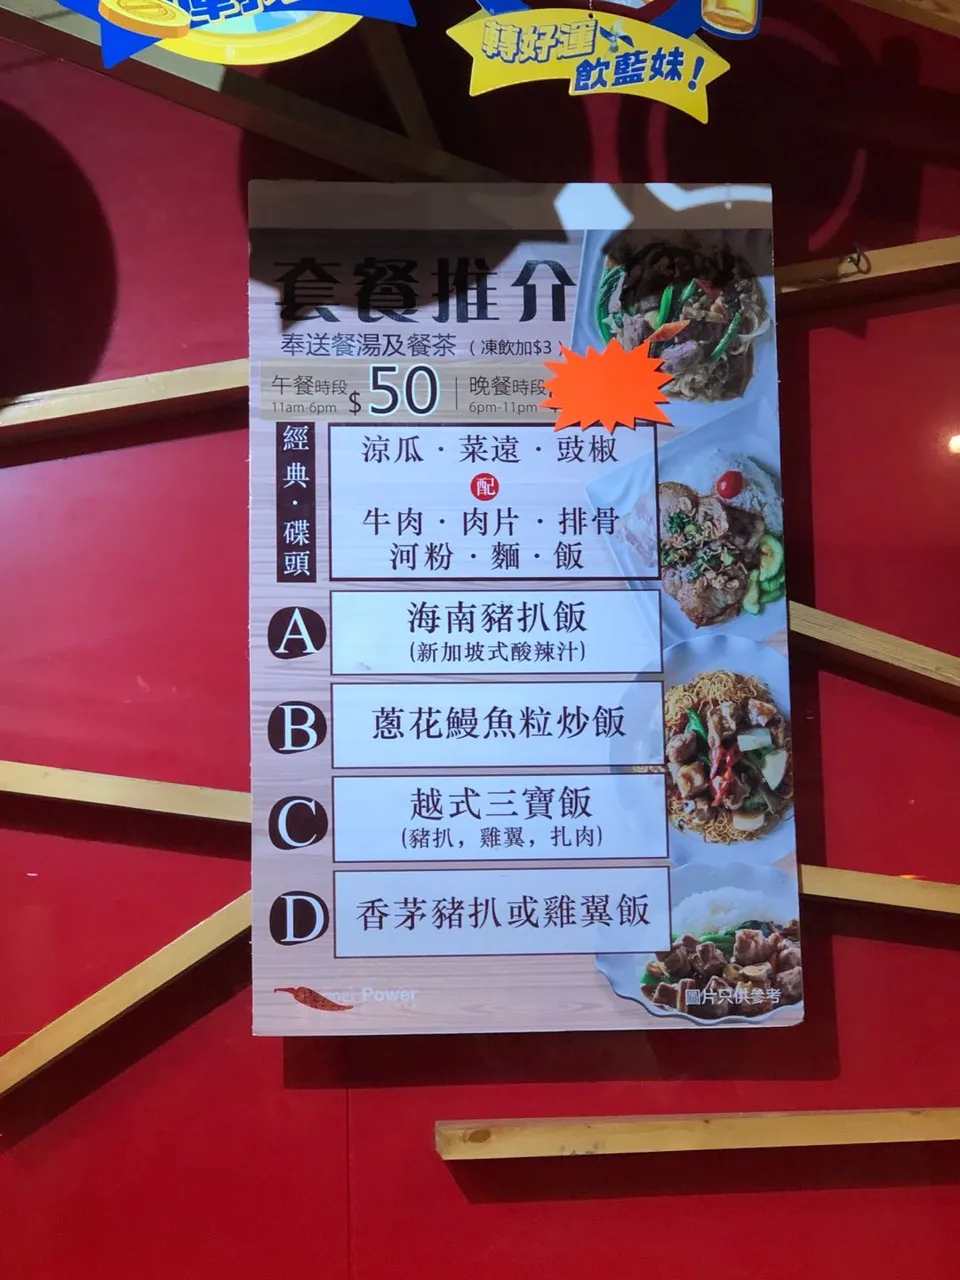 轉好運
飲藍妹!
套餐推介
奉送餐湯及餐茶 (凍飲加$3)
午餐時段
11am-6pm
$50
晚餐時段
6pm-11pm
經典·碟頭
涼瓜·菜遠·豉椒
配
牛肉·肉片·排骨
河粉·麵·飯
A
海南豬扒飯
(新加坡式酸辣汁)
B
蔥花鰻魚粒炒飯
C
越式三寶飯
(豬扒，雞翼，扎肉)
D
香茅豬扒或雞翼飯
Power
圖片只供參考